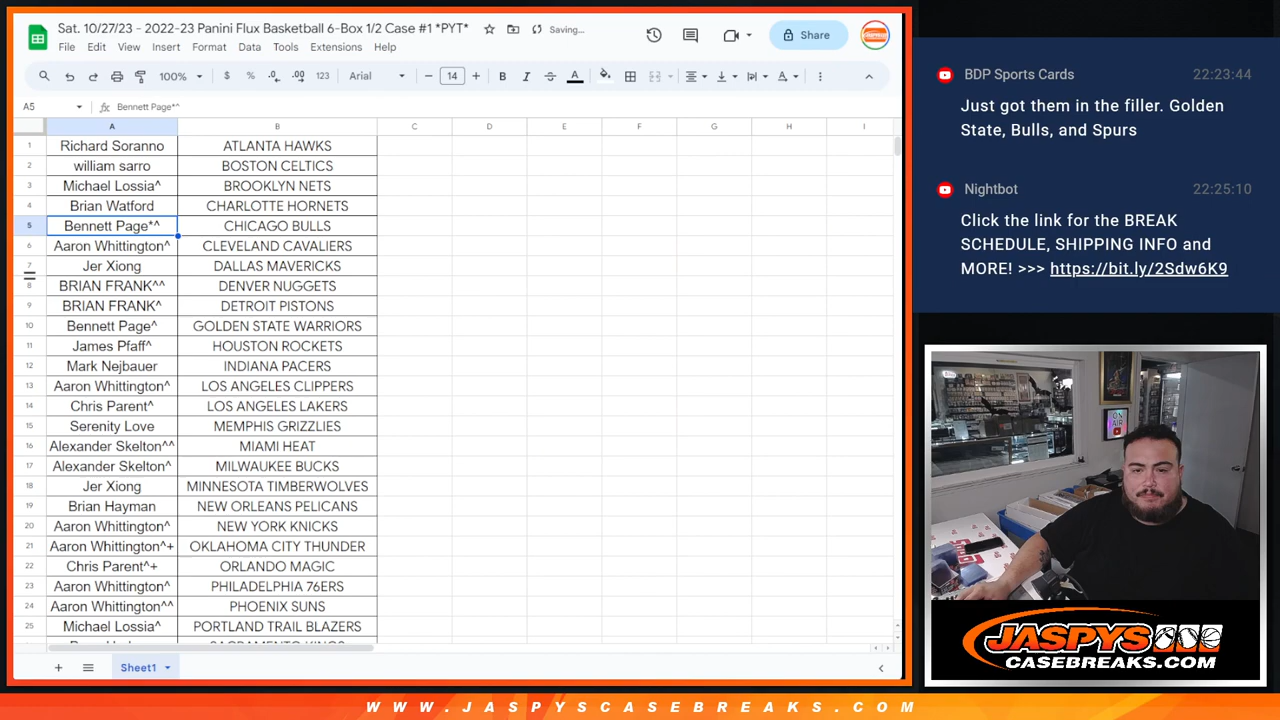 Sat. 10/27/23 - 2022-23 Panini Flux Basketball 6-Box 1/2 Case #1 *PYT*
Saving...
File Edit View Insert Format Data Tools Extensions Help
Share
100%
$ % .0 .00 123
Arial
14
A5
Bennett Page*^
A B C D E F G H I
1 Richard Soranno ATLANTA HAWKS
2 william sarro BOSTON CELTICS
3 Michael Lossia^ BROOKLYN NETS
4 Brian Watford CHARLOTTE HORNETS
5 Bennett Page*^ CHICAGO BULLS
6 Aaron Whittington^ CLEVELAND CAVALIERS
7 Jer Xiong DALLAS MAVERICKS
8 BRIAN FRANK^^ DENVER NUGGETS
9 BRIAN FRANK^ DETROIT PISTONS
10 Bennett Page^ GOLDEN STATE WARRIORS
11 James Pfaff^ HOUSTON ROCKETS
12 Mark Nejbauer INDIANA PACERS
13 Aaron Whittington^ LOS ANGELES CLIPPERS
14 Chris Parent^ LOS ANGELES LAKERS
15 Serenity Love MEMPHIS GRIZZLIES
16 Alexander Skelton^^ MIAMI HEAT
17 Alexander Skelton^ MILWAUKEE BUCKS
18 Jer Xiong MINNESOTA TIMBERWOLVES
19 Brian Hayman NEW ORLEANS PELICANS
20 Aaron Whittington^ NEW YORK KNICKS
21 Aaron Whittington^+ OKLAHOMA CITY THUNDER
22 Chris Parent^+ ORLANDO MAGIC
23 Aaron Whittington^ PHILADELPHIA 76ERS
24 Aaron Whittington^^ PHOENIX SUNS
25 Michael Lossia^ PORTLAND TRAIL BLAZERS
SACRAMENTO KINGS
Sheet1
BDP Sports Cards 22:23:44
Just got them in the filler. Golden
State, Bulls, and Spurs
Nightbot 22:25:10
Click the link for the BREAK
SCHEDULE, SHIPPING INFO and
MORE! >>> https://bit.ly/2Sdw6K9
ON AIR
JASPYS
CASEBREAKS.COM
WWW.JASPYSCASEBREAKS.COM